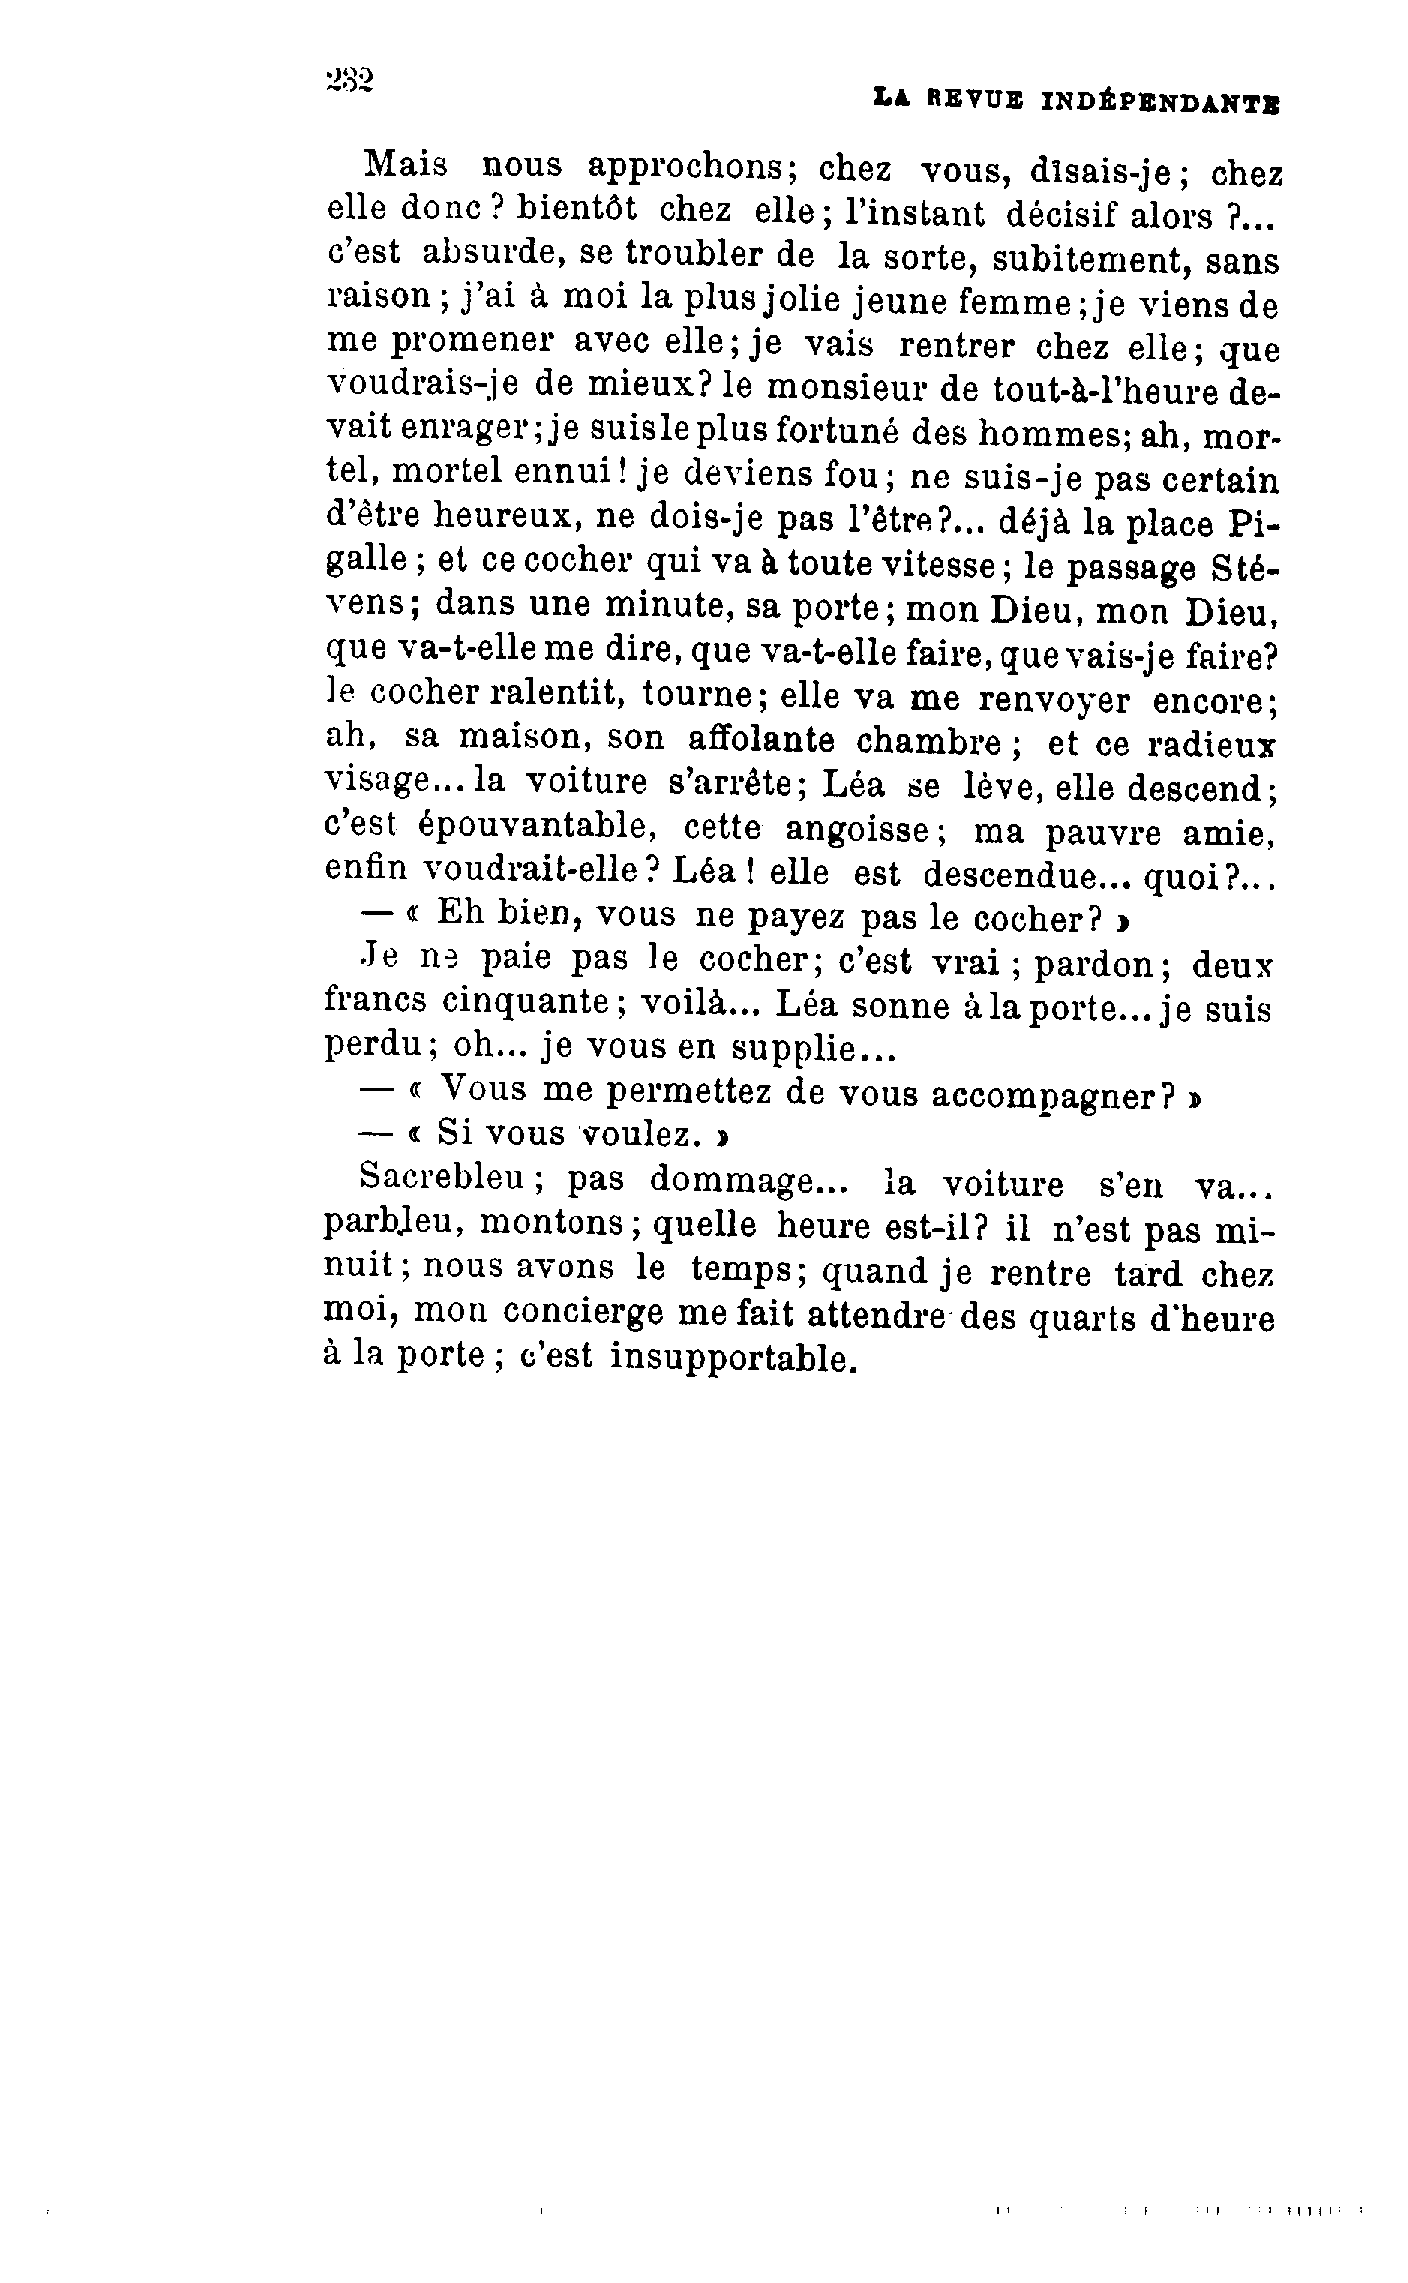 232
LA REVUE INDÉPENDANTE
Mais nous approchons; chez vous, disais-je; chez
elle donc ? bientôt chez elle; l'instant décisif alors ?...
c'est absurde, se troubler de la sorte, subitement, sans
raison ; j'ai à moi la plus jolie jeune femme ; je viens de
me promener avec elle; je vais rentrer chez elle; que
voudrais-je de mieux? le monsieur de tout-à-l'heure de-
vait enrager; je suis le plus fortuné des hommes; ah, mor-
tel, mortel ennui ! je deviens fou ; ne suis-je pas certain
d'être heureux, ne dois-je pas l'être?... déjà la place Pi-
galle ; et ce cocher qui va à toute vitesse ; le passage Sté-
vens; dans une minute, sa porte; mon Dieu, mon Dieu,
que va-t-elle me dire, que va-t-elle faire, que vais-je faire?
le cocher ralentit, tourne; elle va me renvoyer encore;
ah, sa maison, son affolante chambre ; et ce radieux
visage... la voiture s'arrête; Léa se lève, elle descend;
c'est épouvantable, cette angoisse; ma pauvre amie,
enfin voudrait-elle ? Léa ! elle est descendue... quoi?...
— « Eh bien, vous ne payez pas le cocher? »
Je ne paie pas le cocher; c'est vrai ; pardon; deux
francs cinquante; voilà... Léa sonne à la porte... je suis
perdu; oh... je vous en supplie...
— « Vous me permettez de vous accompagner? »
— « Si vous voulez. »
Sacrebleu ; pas dommage... la voiture s'en va...
parbleu, montons ; quelle heure est-il? il n'est pas mi-
nuit ; nous avons le temps; quand je rentre tard chez
moi, mon concierge me fait attendre des quarts d'heure
à la porte ; c'est insupportable.